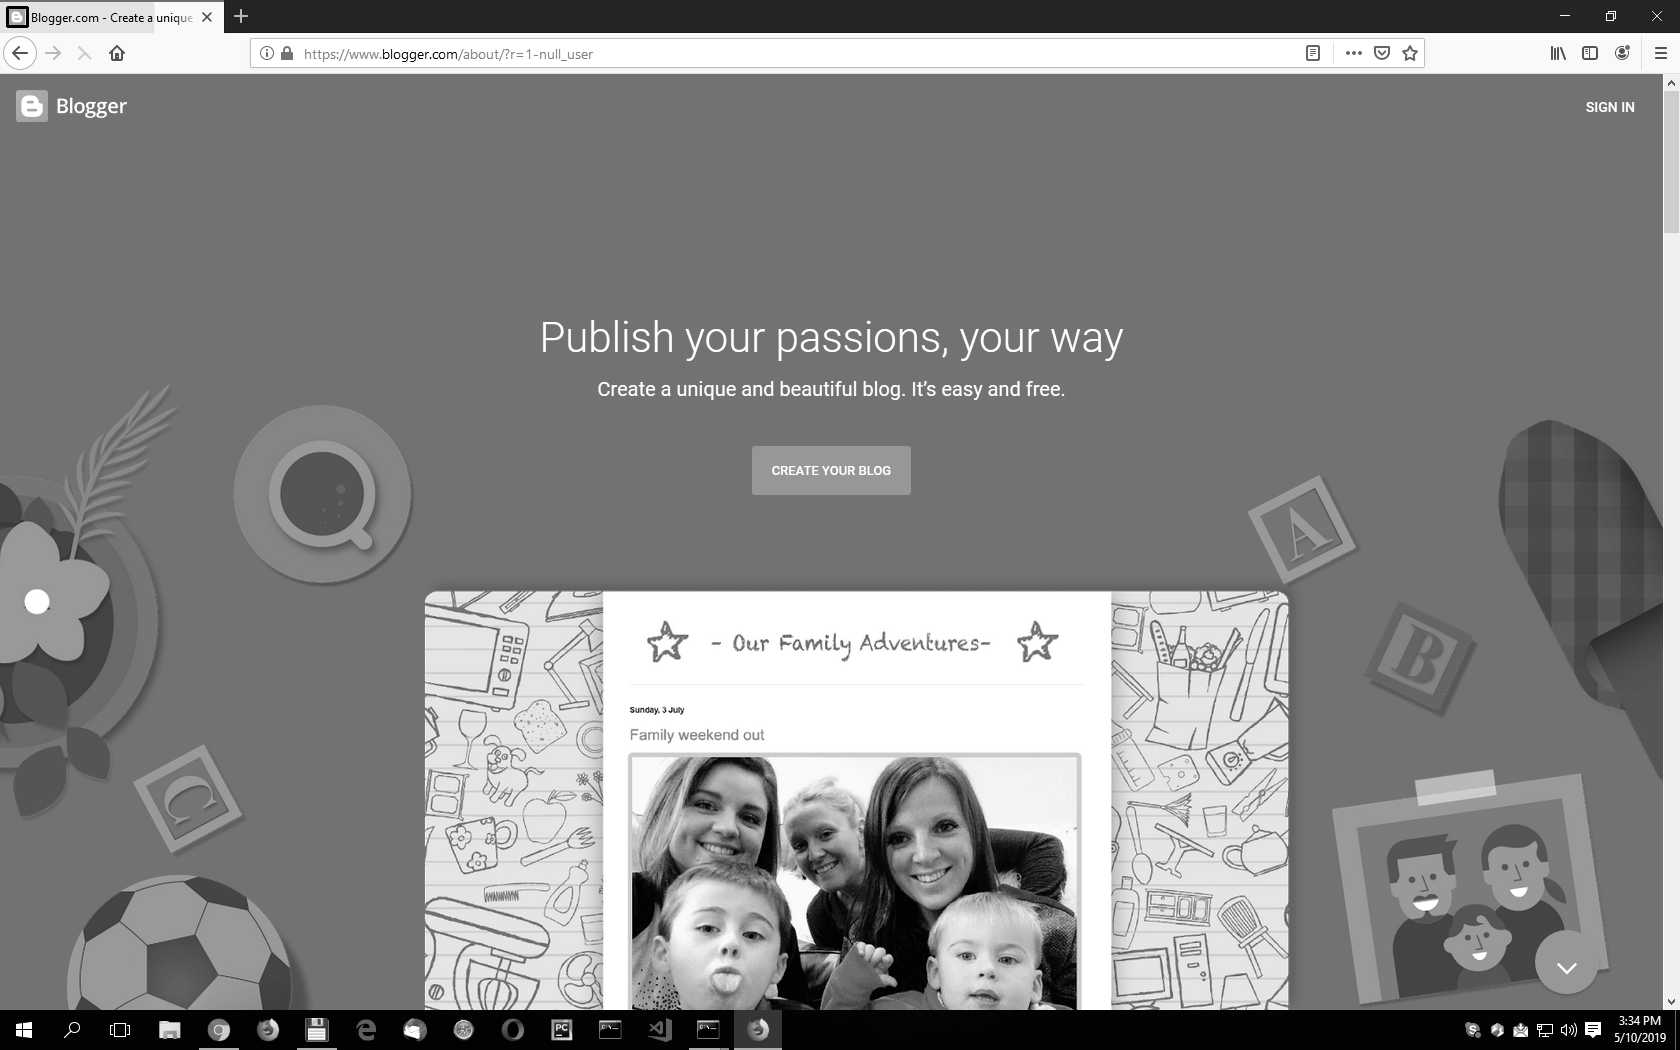 Blogger.com - Create a unique
https://www.blogger.com/about/?r=1-null_user
Blogger
SIGN IN
Publish your passions, your way
Create a unique and beautiful blog. It’s easy and free.
CREATE YOUR BLOG
A
B
C
- Our Family Adventures-
Sunday, 3 July
Family weekend out
PC
3:34 PM
5/10/2019